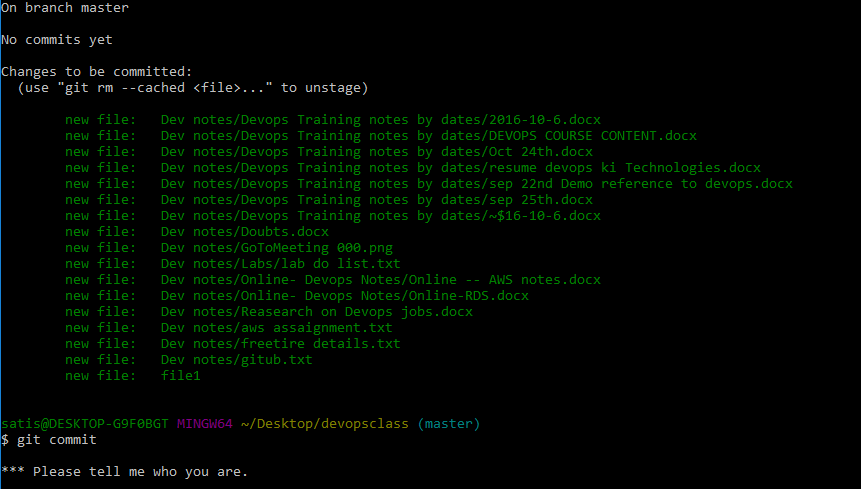 On branch master
No commits yet
Changes to be committed:
(use "git rm --cached <file>..." to unstage)
new file: Dev notes/Devops Training notes by dates/2016-10-6.docx
new file: Dev notes/Devops Training notes by dates/DEVOPS COURSE CONTENT.docx
new file: Dev notes/Devops Training notes by dates/Oct 24th.docx
new file: Dev notes/Devops Training notes by dates/resume devops ki Technologies.docx
new file: Dev notes/Devops Training notes by dates/sep 22nd Demo reference to devops.docx
new file: Dev notes/Devops Training notes by dates/sep 25th.docx
new file: Dev notes/Devops Training notes by dates/~$16-10-6.docx
new file: Dev notes/Doubts.docx
new file: Dev notes/GoToMeeting 000.png
new file: Dev notes/Labs/lab do list.txt
new file: Dev notes/Online- Devops Notes/Online -- AWS notes.docx
new file: Dev notes/Online- Devops Notes/Online-RDS.docx
new file: Dev notes/Reasearch on Devops jobs.docx
new file: Dev notes/aws assaignment.txt
new file: Dev notes/freetire details.txt
new file: Dev notes/gitub.txt
new file: file1
satis@DESKTOP-G9F0BGT MINGW64 ~/Desktop/devopsclass (master)
$ git commit
*** Please tell me who you are.